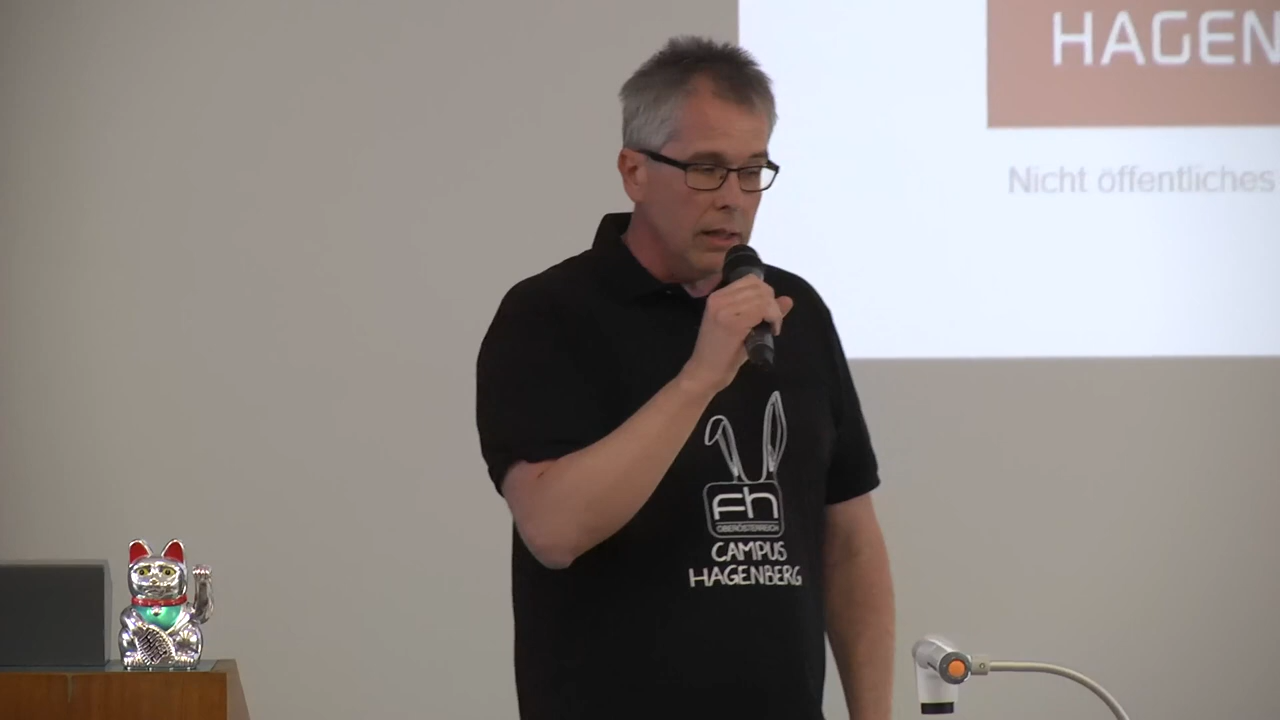 HAGEN
Nicht öffentliches
fh
OBERÖSTERREICH
CAMPUS
HAGENBERG